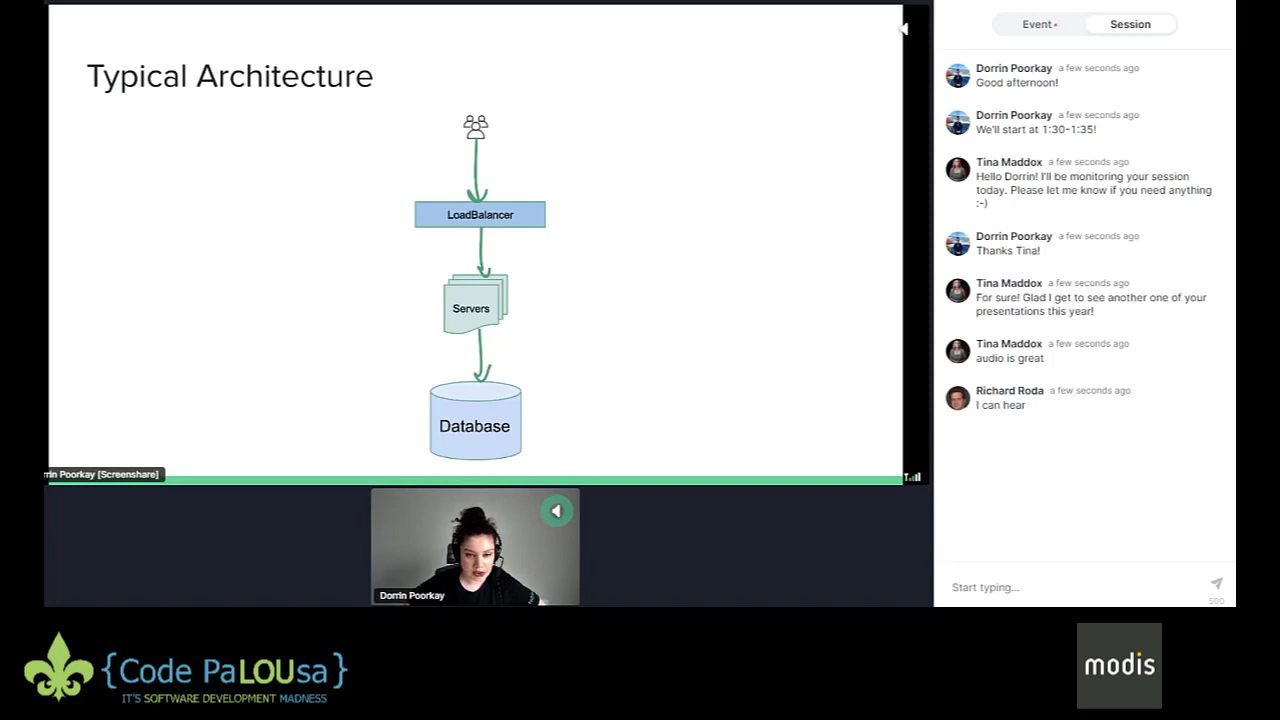 Typical Architecture
LoadBalancer
Servers
Database
rrin Poorkay [Screenshare]
Dorrin Poorkay
Event
Session
Dorrin Poorkay a few seconds ago
Good afternoon!
Dorrin Poorkay a few seconds ago
We'll start at 1:30-1:35!
Tina Maddox a few seconds ago
Hello Dorrin! I'll be monitoring your session
today. Please let me know if you need anything
:-)
Dorrin Poorkay a few seconds ago
Thanks Tina!
Tina Maddox a few seconds ago
For sure! Glad I get to see another one of your
presentations this year!
Tina Maddox a few seconds ago
audio is great
Richard Roda a few seconds ago
I can hear
Start typing...
500
{Code PaLOUsa}
IT'S SOFTWARE DEVELOPMENT MADNESS
modis